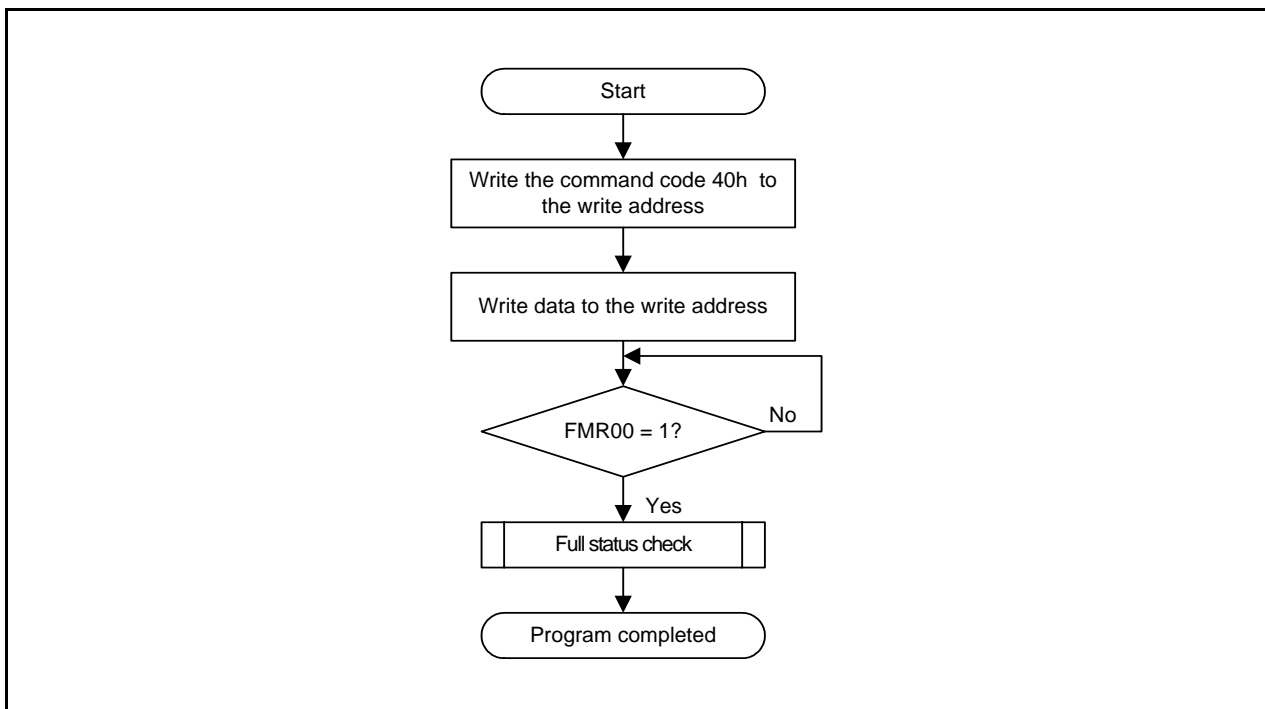 Start
Write the command code 40h to
the write address
Write data to the write address
FMR00 = 1?
No
Yes
Full status check
Program completed